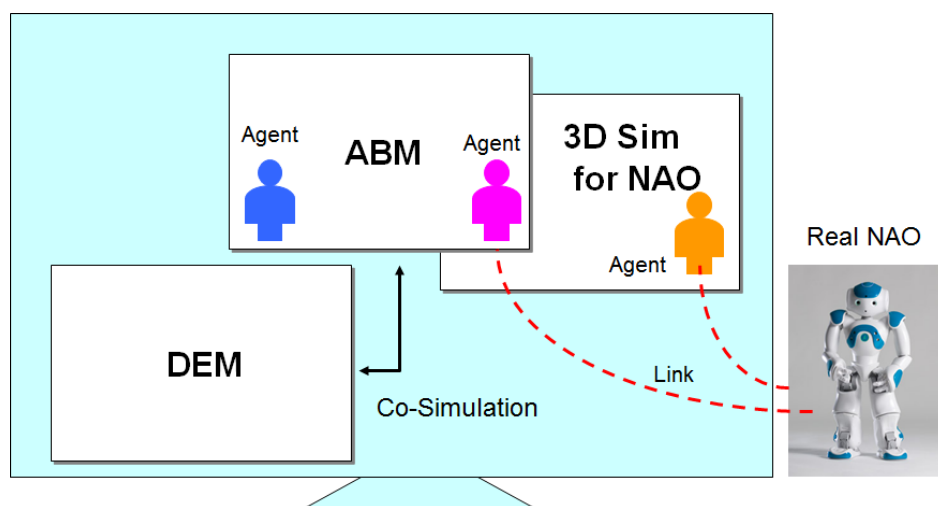 Agent
ABM
Agent
3D Sim
for NAO
Agent
Real NAO
DEM
Link
Co-Simulation